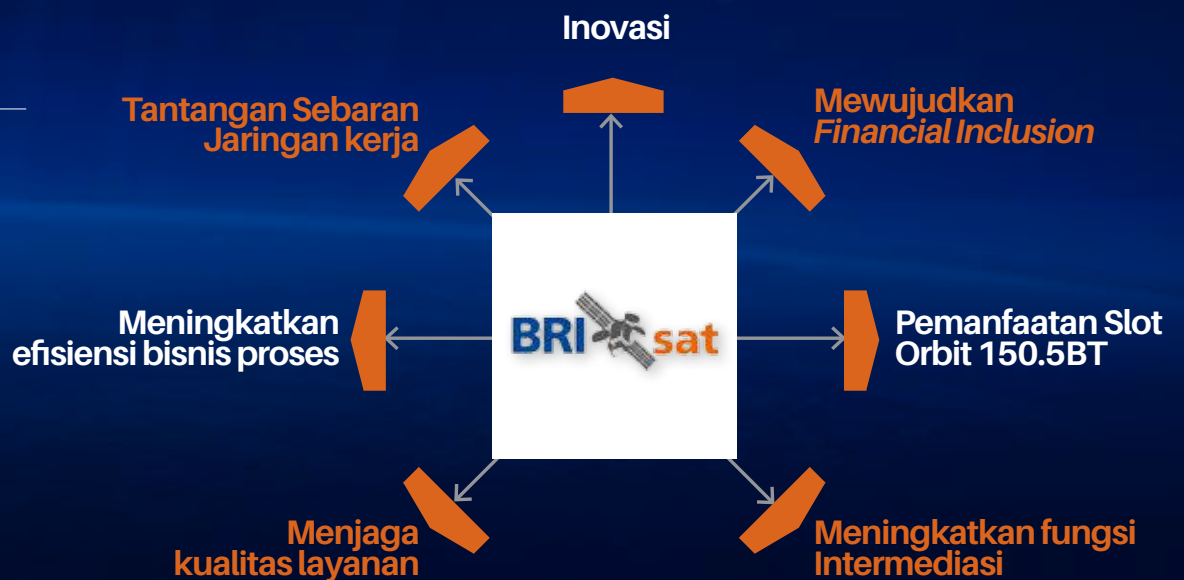 Inovasi
Tantangan Sebaran
Jaringan kerja
Mewujudkan
Financial Inclusion
Meningkatkan
efisiensi bisnis proses
BRI sat
Pemanfaatan Slot
Orbit 150.5BT
Menjaga
kualitas layanan
Meningkatkan fungsi
Intermediasi